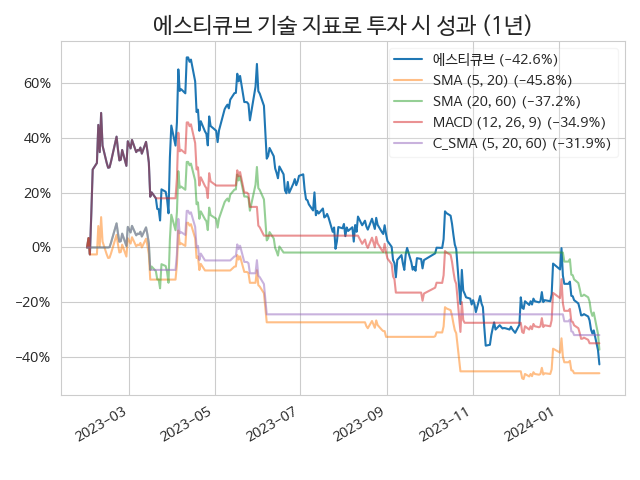 에스티큐브 기술 지표로 투자 시 성과 (1년)
에스티큐브 (−42.6%)
SMA (5, 20) (−45.8%)
SMA (20, 60) (−37.2%)
MACD (12, 26, 9) (−34.9%)
C_SMA (5, 20, 60) (−31.9%)
60%
40%
20%
0%
−20%
−40%
2023−03
2023−05
2023−07
2023−09
2023−11
2024−01